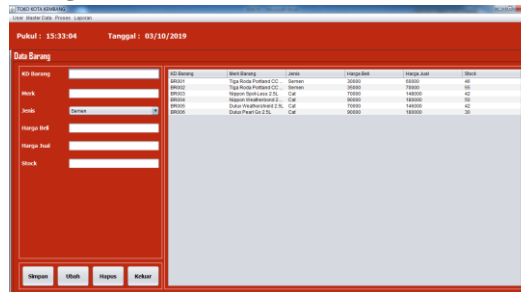 TOKO KOTA KEMBANG
User Master Data Proses Laporan
Pukul : 15:33:04 Tanggal : 03/10/2019
Data Barang
KD Barang
Merk
Jenis Semen
Harga Beli
Harga Jual
Stock
KD Barang Merk Barang Jenis Harga Beli Harga Jual Stock
BR001 Tiga Roda Portland CC ... Semen 30000 60000
BR002 Tiga Roda Portland CC ... Semen 35000 70000 55
BR003 Nippon Spot-Less 2.5L Cat 70000 140000 42
BR004 Nippon Weatherbond 2... Cat 90000 180000 50
BR005 Dulux Weathershield 2.5L Cat 70000 140000 42
BR006 Dulux Pearl Glo 2.5L Cat 90000 180000 30
Simpan Ubah Hapus Keluar